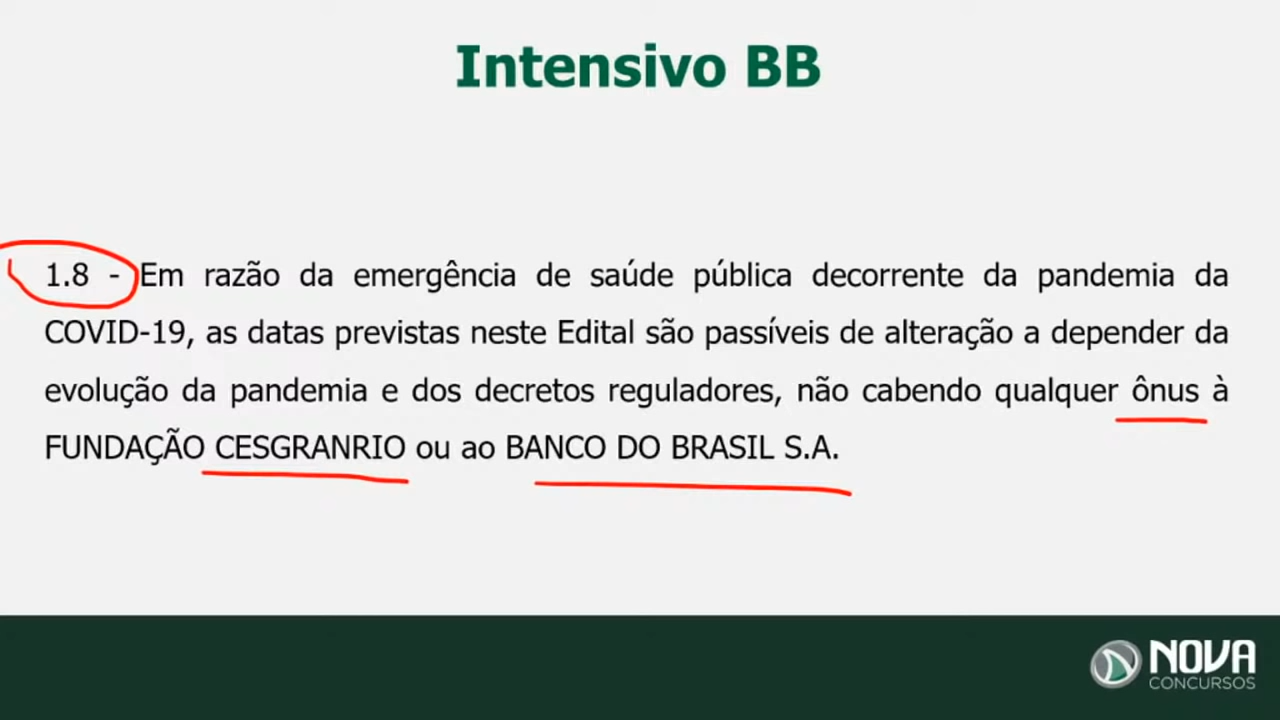 Intensivo BB
1.8 - Em razão da emergência de saúde pública decorrente da pandemia da
COVID-19, as datas previstas neste Edital são passíveis de alteração a depender da
evolução da pandemia e dos decretos reguladores, não cabendo qualquer ônus à
FUNDAÇÃO CESGRANRIO ou ao BANCO DO BRASIL S.A.
NOVA
CONCURSOS